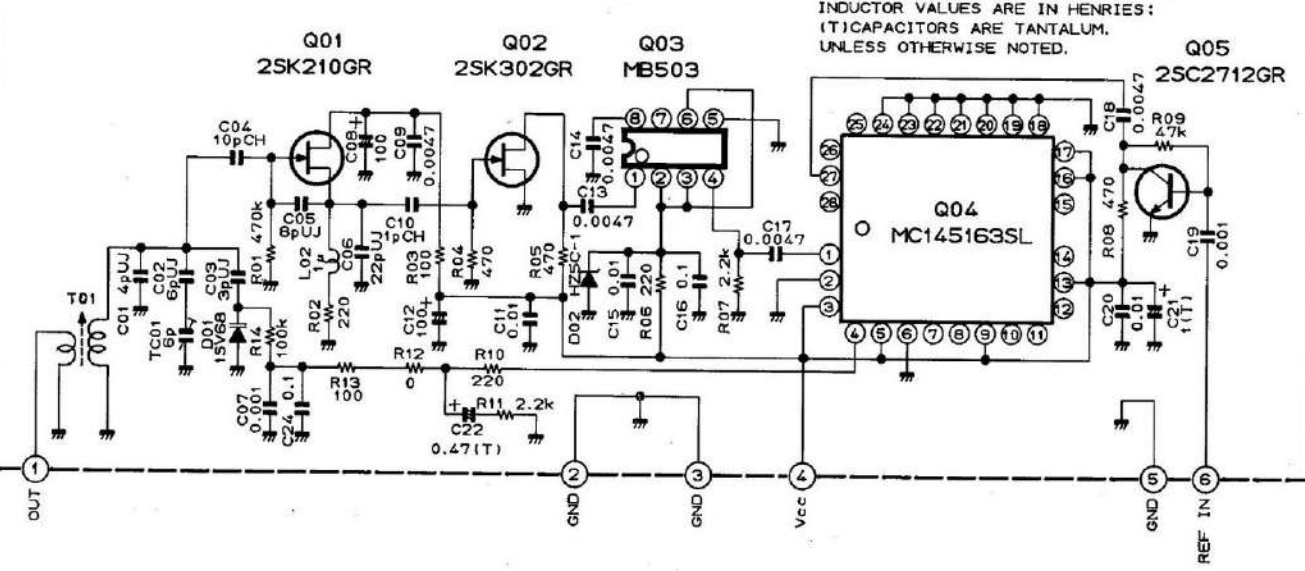 INDUCTOR VALUES ARE IN HENRIES:
(T)CAPACITORS ARE TANTALUM.
UNLESS OTHERWISE NOTED.
Q01
2SK210GR
Q02
2SK302GR
Q03
MB503
Q05
2SC2712GR
C04
10pCH
C08
+
100
C09
0.0047
C14
0.0047
8
7
6
5
1
2
3
4
C18
0.0047
R09
47k
25
24
23
22
21
20
19
18
26
27
28
17
16
15
14
13
12
Q04
MC145163SL
1
2
3
4
5
6
7
8
9
10
11
R08
470
C19
0.001
C20
0.01
+
C21
1(T)
C13
0.0047
C17
0.0047
R01
470k
C05
8pUJ
L02
1μ
C06
22pUJ
C10
1pCH
R03
100
R04
470
R05
470
D02
HZ5C-1
C15
0.01
R06
220
C16
0.1
R07
2.2k
T01
C01
4pUJ
C02
6pUJ
C03
3pUJ
TC01
6p
D01
1SV68
R14
100k
R02
220
C12
100
+
C11
0.01
R13
100
R12
0
R10
220
C07
0.001
C24
0.1
+
C22
0.47(T)
R11
2.2k
1
OUT
2
GND
3
GND
4
Vcc
5
GND
6
REF IN